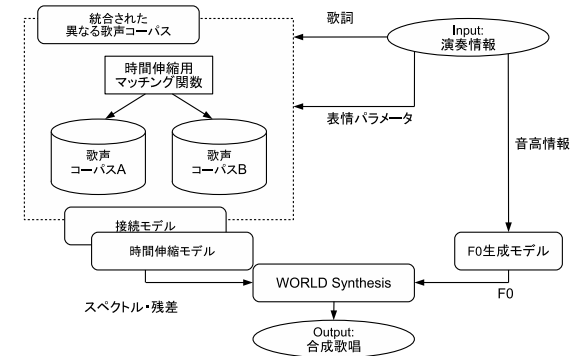 統合された
異なる歌声コーパス
歌詞
Input:
演奏情報
時間伸縮用
マッチング関数
表情パラメータ
音高情報
歌声
コーパスA
歌声
コーパスB
接続モデル
時間伸縮モデル
F0生成モデル
WORLD Synthesis
F0
スペクトル・残差
Output:
合成歌唱